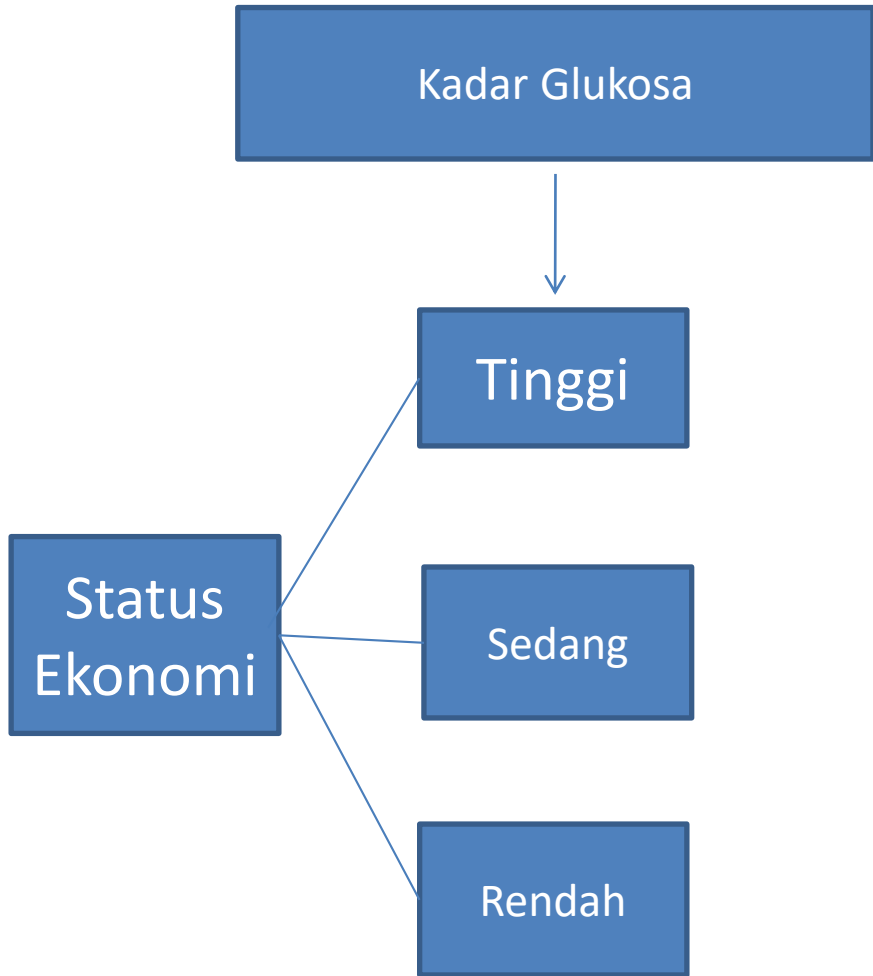 Kadar Glukosa
Tinggi
Status
Ekonomi
Sedang
Rendah